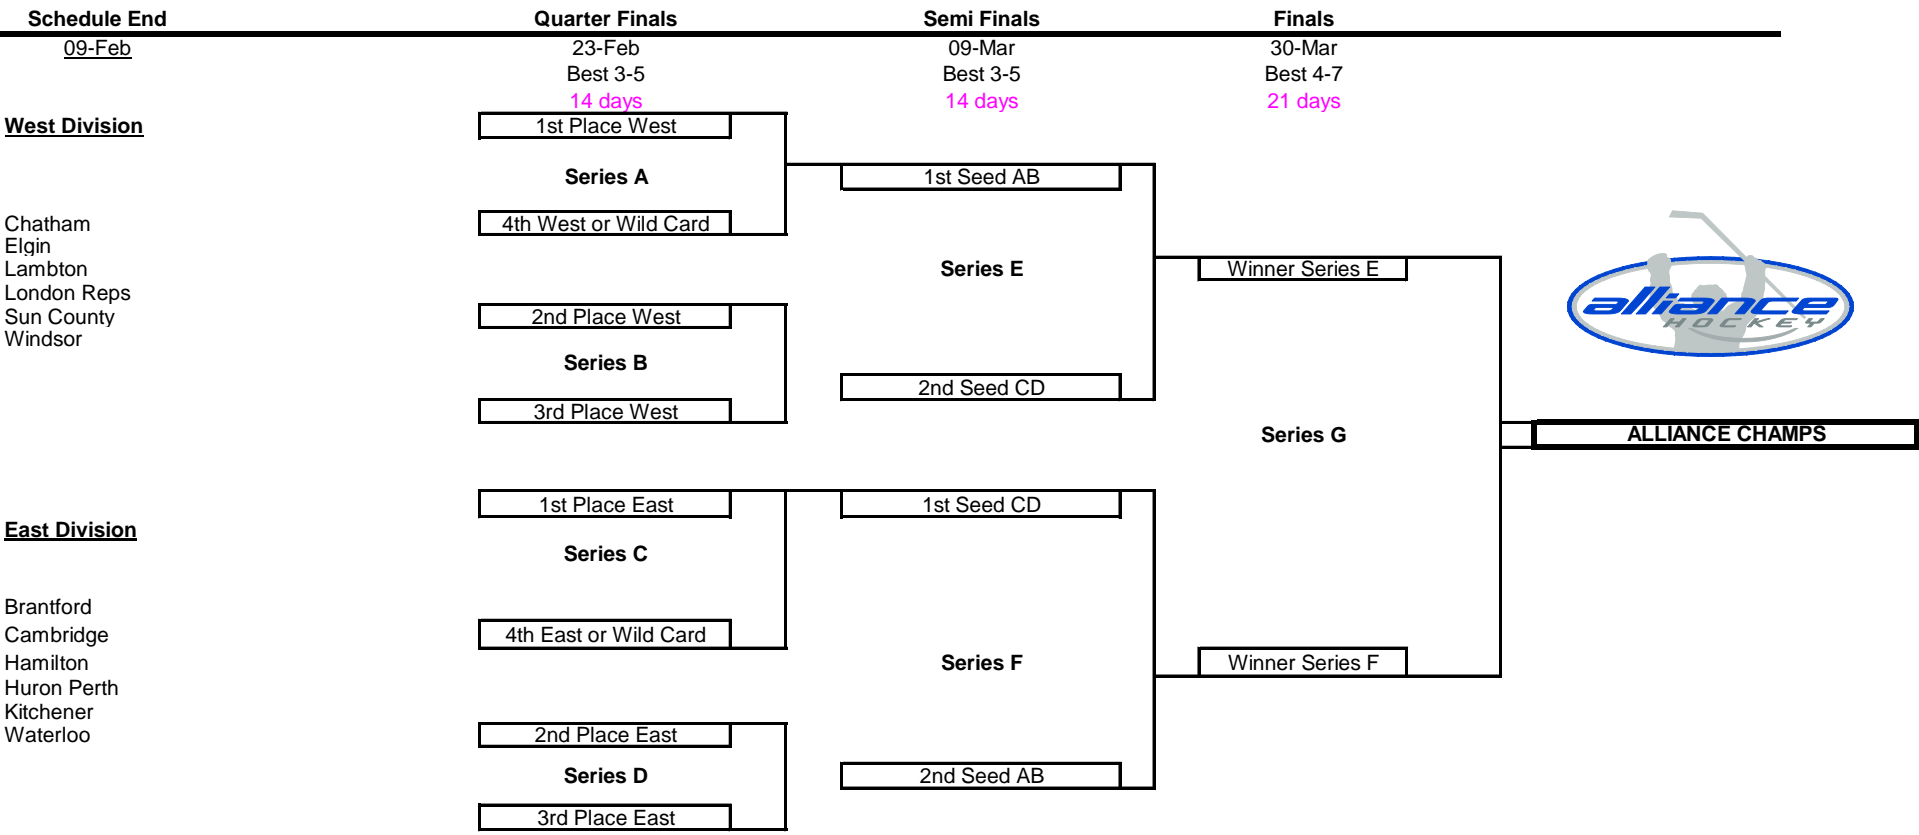 Schedule End Quarter Finals Semi Finals Finals
09-Feb 23-Feb 09-Mar 30-Mar
Best 3-5 Best 3-5 Best 4-7
14 days 14 days 21 days
West Division 1st Place West
Series A 1st Seed AB
Chatham 4th West or Wild Card
Elgin
Lambton Series E Winner Series E
London Reps
Sun County 2nd Place West
Windsor
alliance
HOCKEY
Series B
2nd Seed CD
3rd Place West
Series G ALLIANCE CHAMPS
1st Place East 1st Seed CD
East Division
Series C
Brantford
Cambridge 4th East or Wild Card
Hamilton Series F Winner Series F
Huron Perth
Kitchener
Waterloo 2nd Place East
Series D 2nd Seed AB
3rd Place East